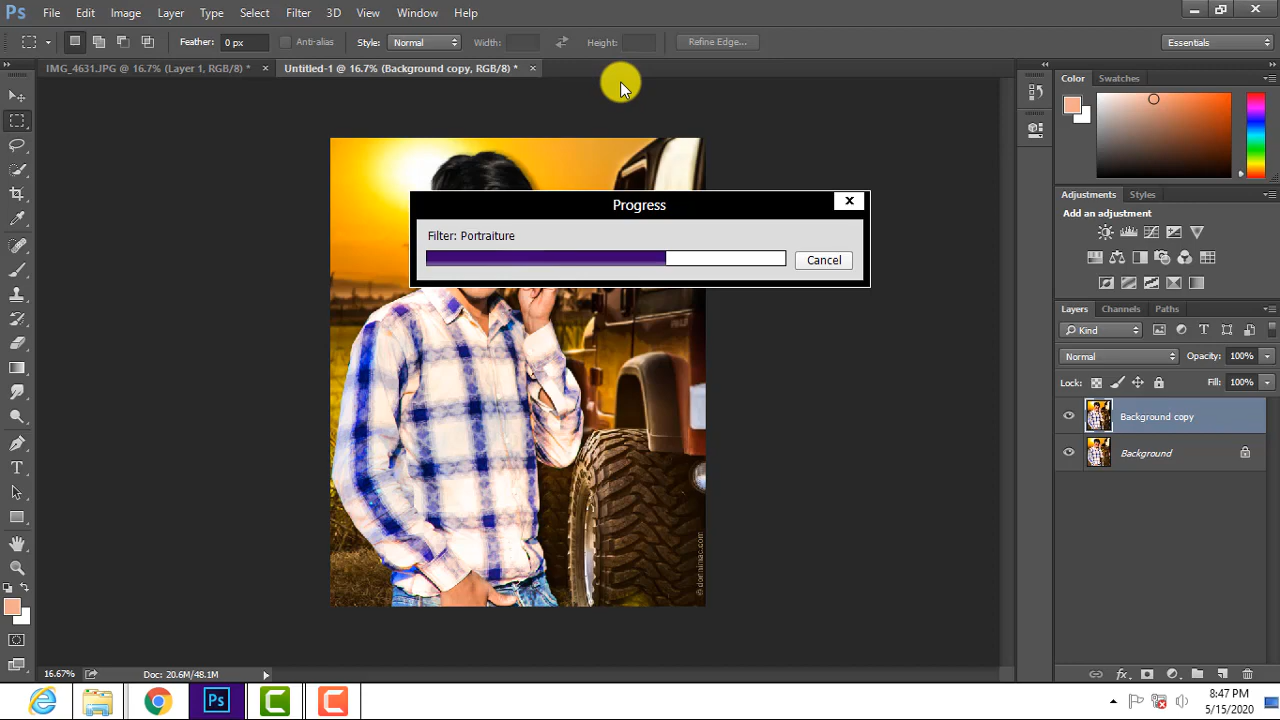 Ps File Edit Image Layer Type Select Filter 3D View Window Help
Feather: 0 px Anti-alias Style: Normal Width: Height: Refine Edge... Essentials
IMG_4631.JPG @ 16.7% (Layer 1, RGB/8) * × Untitled-1 @ 16.7% (Background copy, RGB/8) * ×
Color Swatches
Progress
Filter: Portraiture
Cancel
Adjustments Styles
Add an adjustment
Layers Channels Paths
Kind
Normal Opacity: 100%
Lock: Fill: 100%
Background copy
Background
© dorinimac.com
16.67% Doc: 20.6M/48.1M
Ps
8:47 PM
5/15/2020